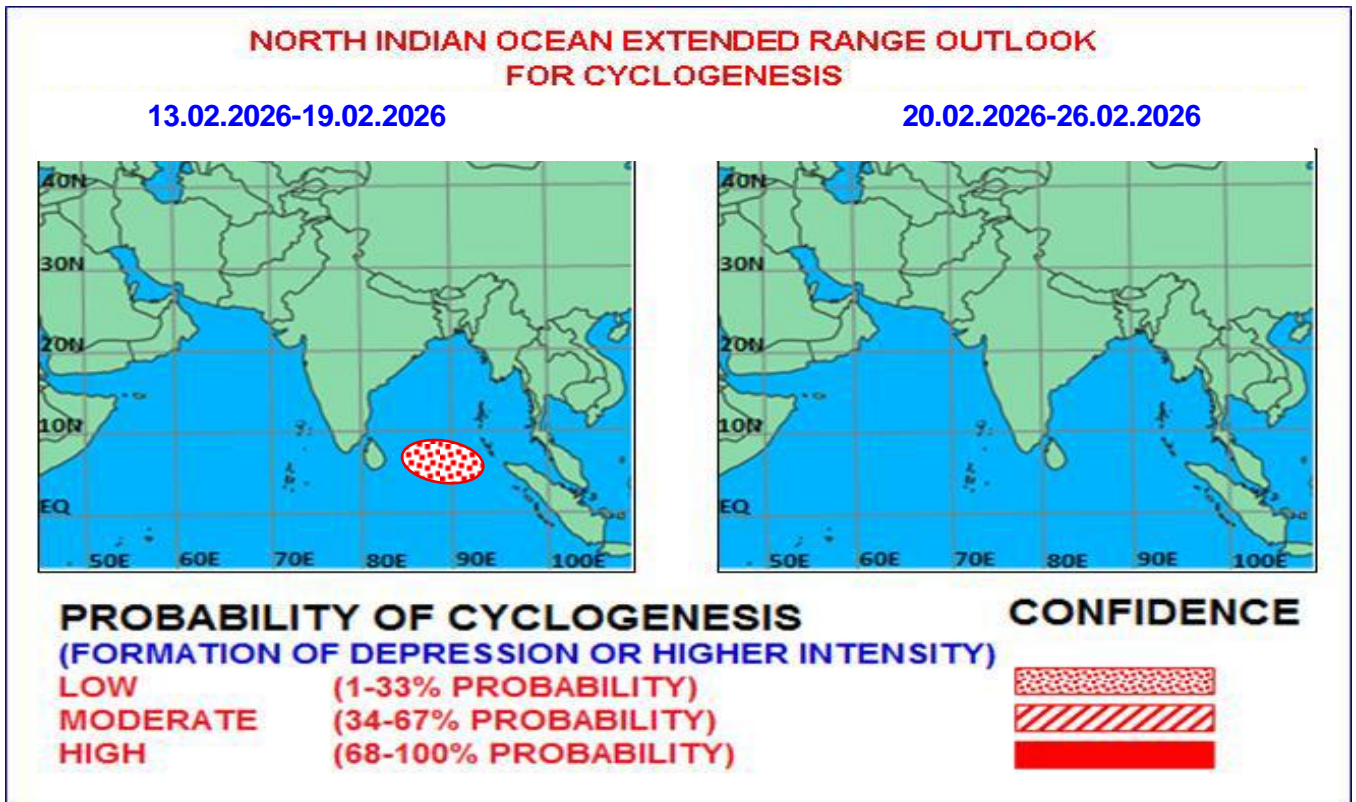 NORTH INDIAN OCEAN EXTENDED RANGE OUTLOOK
FOR CYCLOGENESIS
13.02.2026-19.02.2026
20.02.2026-26.02.2026
40N
30N
20N
10N
EQ
50E 60E 70E 80E 90E 100E
40N
30N
20N
10N
EQ
50E 60E 70E 80E 90E 100E
PROBABILITY OF CYCLOGENESIS CONFIDENCE
(FORMATION OF DEPRESSION OR HIGHER INTENSITY)
LOW (1-33% PROBABILITY)
MODERATE (34-67% PROBABILITY)
HIGH (68-100% PROBABILITY)